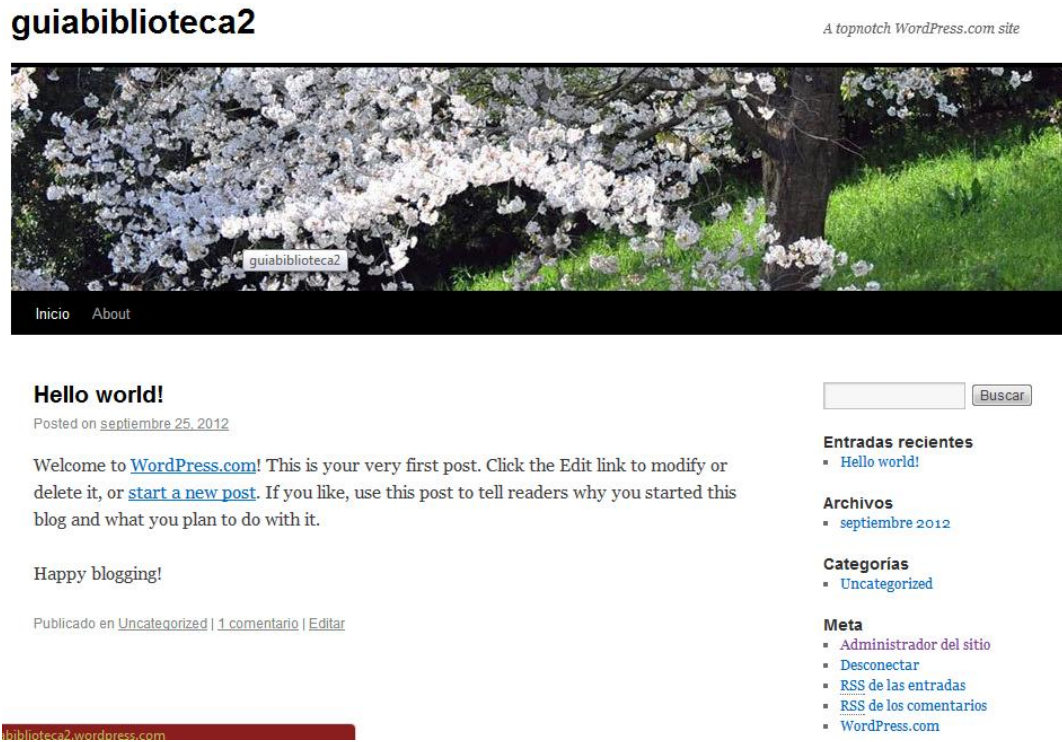 guiabiblioteca2
A topnotch WordPress.com site
guiabiblioteca2
Inicio About
Hello world!
Posted on septiembre 25, 2012
Welcome to WordPress.com! This is your very first post. Click the Edit link to modify or
delete it, or start a new post. If you like, use this post to tell readers why you started this
blog and what you plan to do with it.
Happy blogging!
Publicado en Uncategorized | 1 comentario | Editar
Buscar
Entradas recientes
Hello world!
Archivos
septiembre 2012
Categorías
Uncategorized
Meta
Administrador del sitio
Desconectar
RSS de las entradas
RSS de los comentarios
WordPress.com
abiblioteca2.wordpress.com